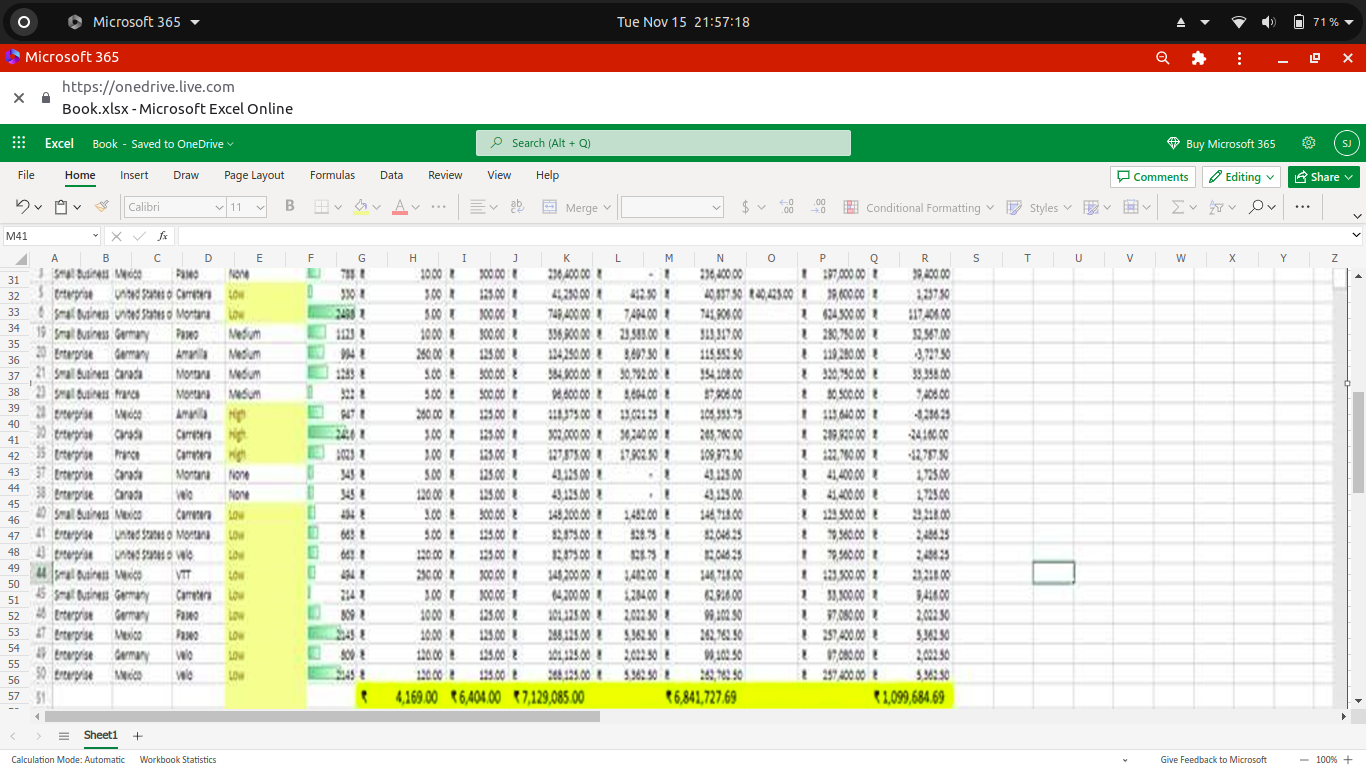 Microsoft 365
Tue Nov 15 21:57:18
71 %
Microsoft 365
https://onedrive.live.com
Book.xlsx - Microsoft Excel Online
Excel Book - Saved to OneDrive
Search (Alt + Q)
Buy Microsoft 365
SJ
File Home Insert Draw Page Layout Formulas Data Review View Help
Comments Editing Share
Calibri 11 B Merge $ Conditional Formatting Styles
M41 fx
A B C D E F G H I J K L M N O P Q R S T U V W X Y Z
31 Small Business Mexico Paseo None 788 ₹ 10.00 ₹ 300.00 ₹ 236,400.00 ₹ - ₹ 236,400.00 ₹ 197,000.00 ₹ 39,400.00
32 Enterprise United States o Carretera Low 330 ₹ 3.00 ₹ 125.00 ₹ 41,250.00 ₹ 412.50 ₹ 40,837.50 ₹ 40,425.00 ₹ 39,600.00 ₹ 1,237.50
33 Small Business United States o Montana Low 2498 ₹ 5.00 ₹ 300.00 ₹ 749,400.00 ₹ 7,494.00 ₹ 741,906.00 ₹ 624,500.00 ₹ 117,406.00
34 19 Small Business Germany Paseo Medium 1123 ₹ 10.00 ₹ 300.00 ₹ 336,900.00 ₹ 23,583.00 ₹ 313,317.00 ₹ 280,750.00 ₹ 32,567.00
35
36 20 Enterprise Germany Amarilla Medium 994 ₹ 260.00 ₹ 125.00 ₹ 124,250.00 ₹ 8,697.50 ₹ 115,552.50 ₹ 119,280.00 ₹ -3,727.50
37 21 Small Business Canada Montana Medium 1283 ₹ 5.00 ₹ 300.00 ₹ 384,900.00 ₹ 30,792.00 ₹ 354,108.00 ₹ 320,750.00 ₹ 33,358.00
38 23 Small Business France Montana Medium 322 ₹ 5.00 ₹ 300.00 ₹ 96,600.00 ₹ 8,694.00 ₹ 87,906.00 ₹ 80,500.00 ₹ 7,406.00
39 28 Enterprise Mexico Amarilla High 947 ₹ 260.00 ₹ 125.00 ₹ 118,375.00 ₹ 13,021.25 ₹ 105,353.75 ₹ 113,640.00 ₹ -8,286.25
40
41 30 Enterprise Canada Carretera High 2416 ₹ 3.00 ₹ 125.00 ₹ 302,000.00 ₹ 36,240.00 ₹ 265,760.00 ₹ 289,920.00 ₹ -24,160.00
42 35 Enterprise France Carretera High 1023 ₹ 3.00 ₹ 125.00 ₹ 127,875.00 ₹ 17,902.50 ₹ 109,972.50 ₹ 122,760.00 ₹ -12,787.50
43 37 Enterprise Canada Montana None 345 ₹ 5.00 ₹ 125.00 ₹ 43,125.00 ₹ - ₹ 43,125.00 ₹ 41,400.00 ₹ 1,725.00
44 38 Enterprise Canada Velo None 345 ₹ 120.00 ₹ 125.00 ₹ 43,125.00 ₹ - ₹ 43,125.00 ₹ 41,400.00 ₹ 1,725.00
45
46 40 Small Business Mexico Carretera Low 494 ₹ 3.00 ₹ 300.00 ₹ 148,200.00 ₹ 1,482.00 ₹ 146,718.00 ₹ 123,500.00 ₹ 23,218.00
47 41 Enterprise United States o Montana Low 663 ₹ 5.00 ₹ 125.00 ₹ 82,875.00 ₹ 828.75 ₹ 82,046.25 ₹ 79,560.00 ₹ 2,486.25
48 43 Enterprise United States o Velo Low 663 ₹ 120.00 ₹ 125.00 ₹ 82,875.00 ₹ 828.75 ₹ 82,046.25 ₹ 79,560.00 ₹ 2,486.25
49 44 Small Business Mexico VTT Low 494 ₹ 250.00 ₹ 300.00 ₹ 148,200.00 ₹ 1,482.00 ₹ 146,718.00 ₹ 123,500.00 ₹ 23,218.00
50
51 45 Small Business Germany Carretera Low 214 ₹ 3.00 ₹ 300.00 ₹ 64,200.00 ₹ 1,284.00 ₹ 62,916.00 ₹ 53,500.00 ₹ 9,416.00
52 46 Enterprise Germany Paseo Low 809 ₹ 10.00 ₹ 125.00 ₹ 101,125.00 ₹ 2,022.50 ₹ 99,102.50 ₹ 97,080.00 ₹ 2,022.50
53 47 Enterprise Mexico Paseo Low 2145 ₹ 10.00 ₹ 125.00 ₹ 268,125.00 ₹ 5,362.50 ₹ 262,762.50 ₹ 257,400.00 ₹ 5,362.50
54 49 Enterprise Germany Velo Low 809 ₹ 120.00 ₹ 125.00 ₹ 101,125.00 ₹ 2,022.50 ₹ 99,102.50 ₹ 97,080.00 ₹ 2,022.50
55
56 50 Enterprise Mexico Velo Low 2145 ₹ 120.00 ₹ 125.00 ₹ 268,125.00 ₹ 5,362.50 ₹ 262,762.50 ₹ 257,400.00 ₹ 5,362.50
57 51 ₹ 4,169.00 ₹ 6,404.00 ₹ 7,129,085.00 ₹ 6,841,727.69 ₹ 1,099,684.69
Sheet1
Calculation Mode: Automatic Workbook Statistics
Give Feedback to Microsoft 100%